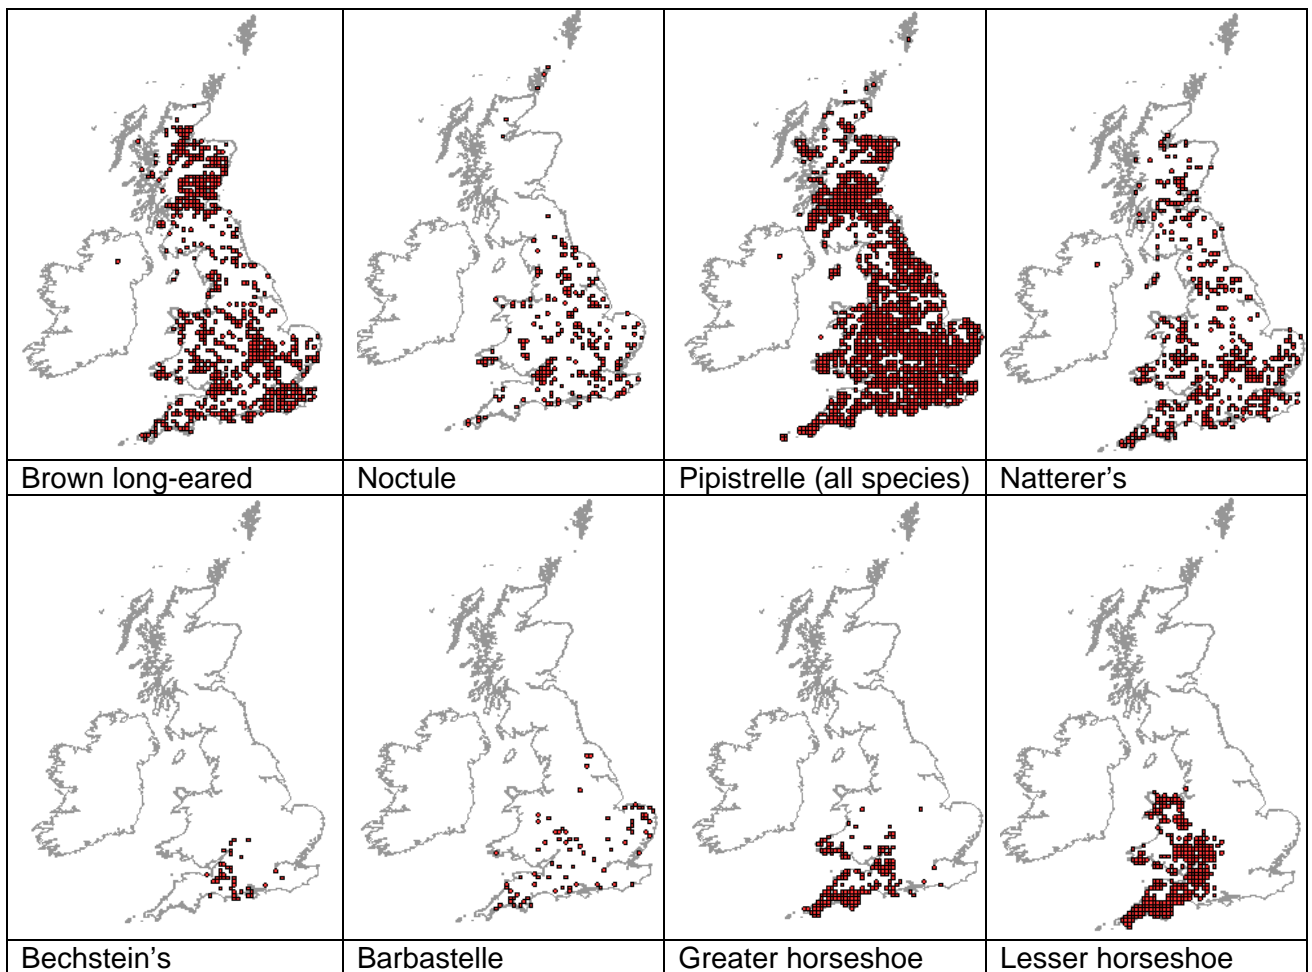 Brown long-eared
Noctule
Pipistrelle (all species)
Natterer's
Bechstein's
Barbastelle
Greater horseshoe
Lesser horseshoe